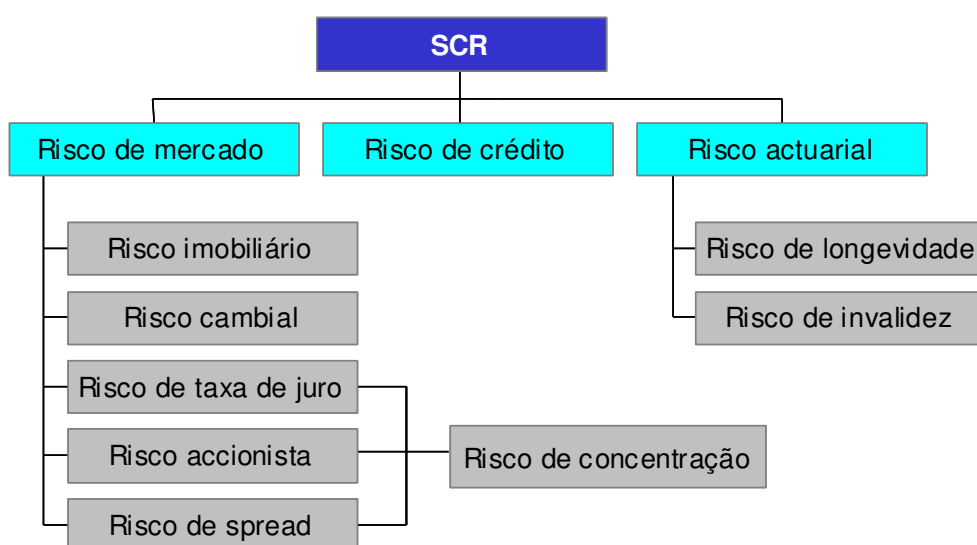 SCR
Risco de mercado
Risco de crédito
Risco actuarial
Risco imobiliário
Risco cambial
Risco de taxa de juro
Risco accionista
Risco de spread
Risco de concentração
Risco de longevidade
Risco de invalidez